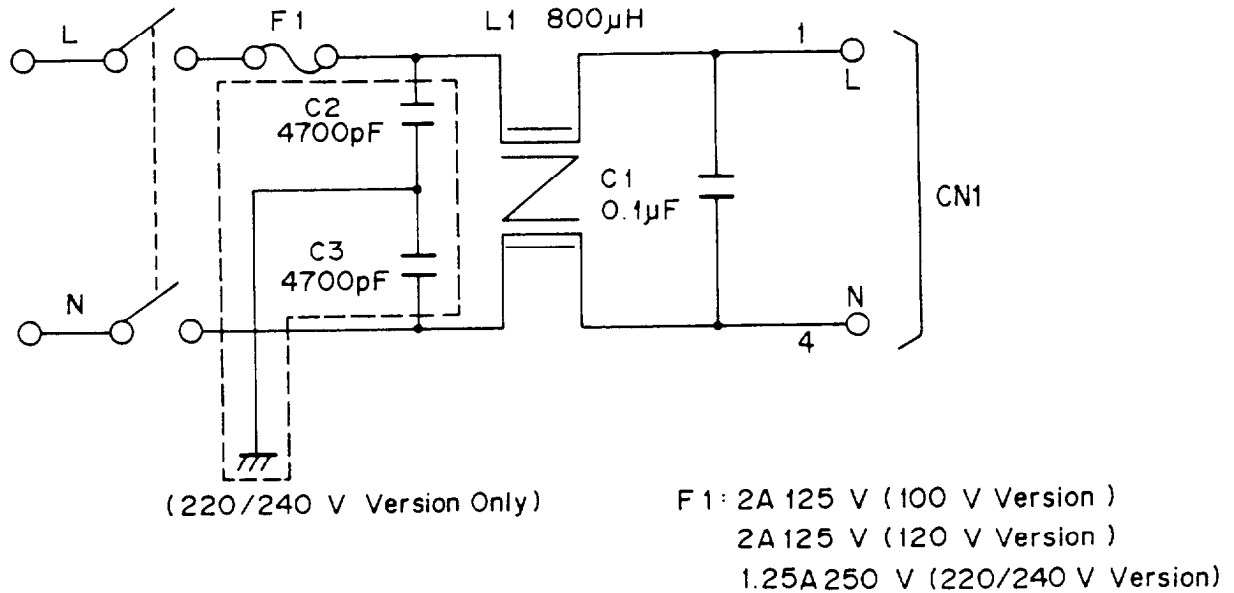 L
F1
L1 800μH
1
L
C2
4700pF
C1
0.1μF
CN1
C3
4700pF
N
N
4
(220/240 V Version Only)
F1: 2A 125 V (100 V Version)
2A 125 V (120 V Version)
1.25A 250 V (220/240 V Version)